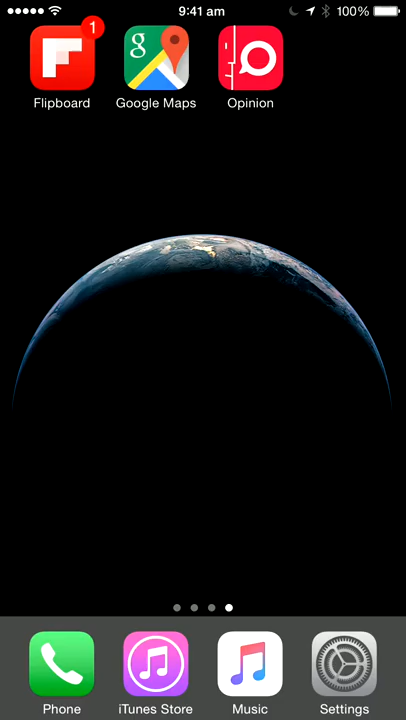 9:41 am
100%
1
g
Flipboard
Google Maps
Opinion
Phone
iTunes Store
Music
Settings